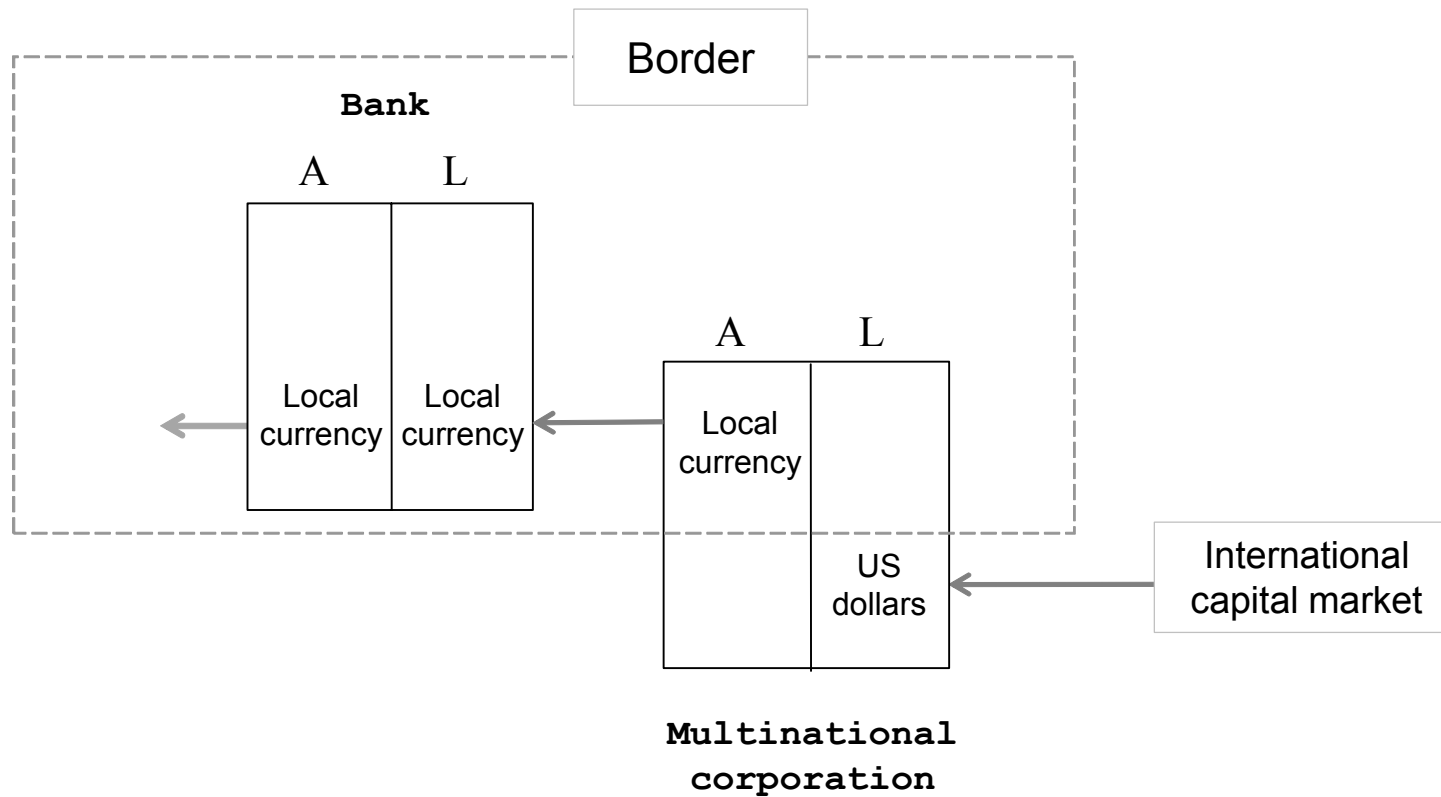 Border
Bank
A L
Local
currency
Local
currency
A L
Local
currency
US
dollars
International
capital market
Multinational
corporation